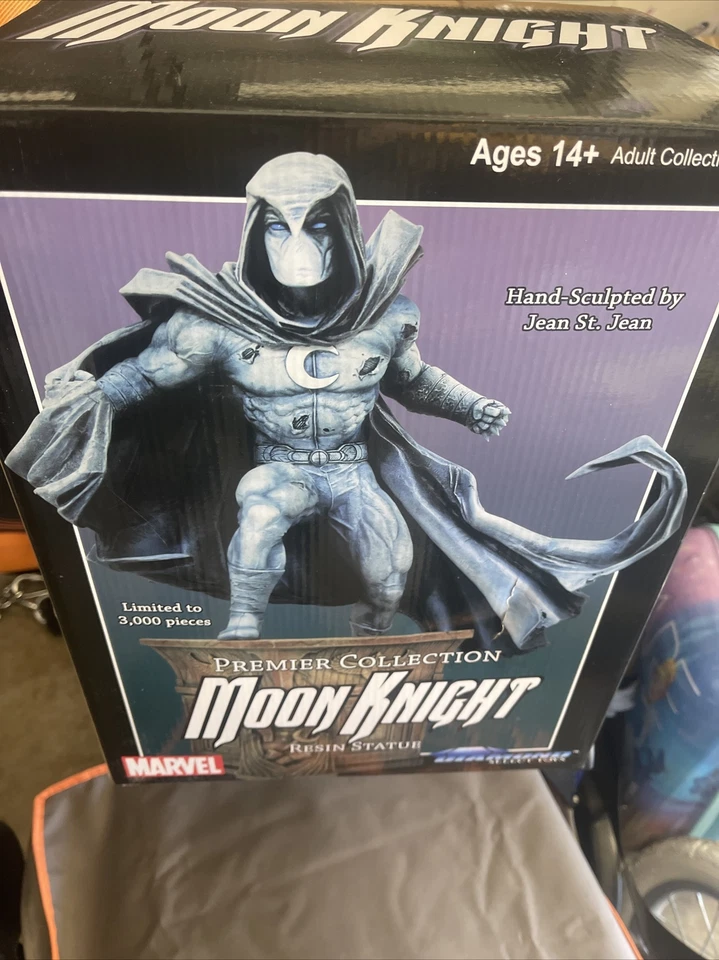 MOON KNIGHT
Ages 14+ Adult
Hand-Sculpted by
Jean St. Jean
Limited to
3,000 pieces
PREMIER COLLECTION
MOON KNIGHT
RESIN STATUE
MARVEL